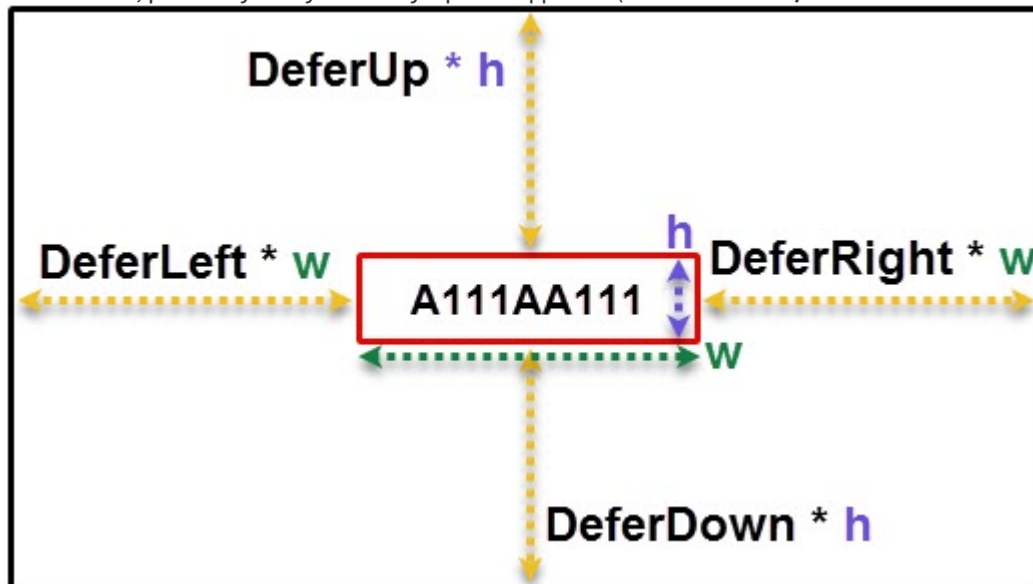 DeferUp * h
h
DeferLeft * w
DeferRight * w
A111AA111
w
DeferDown * h